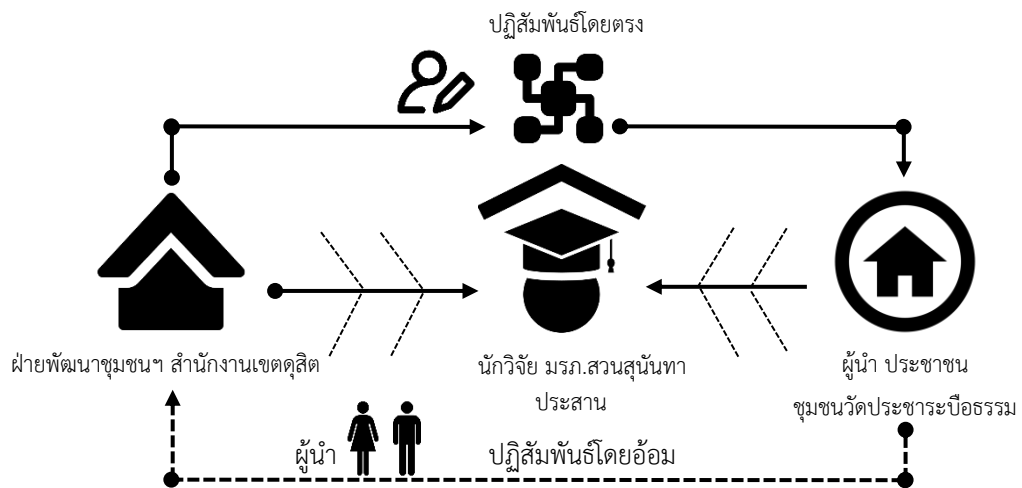 ปฏิสัมพันธ์โดยตรง
ฝ่ายพัฒนาชุมชนฯ สำนักงานเขตดุสิต
นักวิจัย มรภ.สวนสุนันทา
ประสาน
ผู้นำ ประชาชน
ชุมชนวัดประชาระบือธรรม
ผู้นำ
ปฏิสัมพันธ์โดยอ้อม